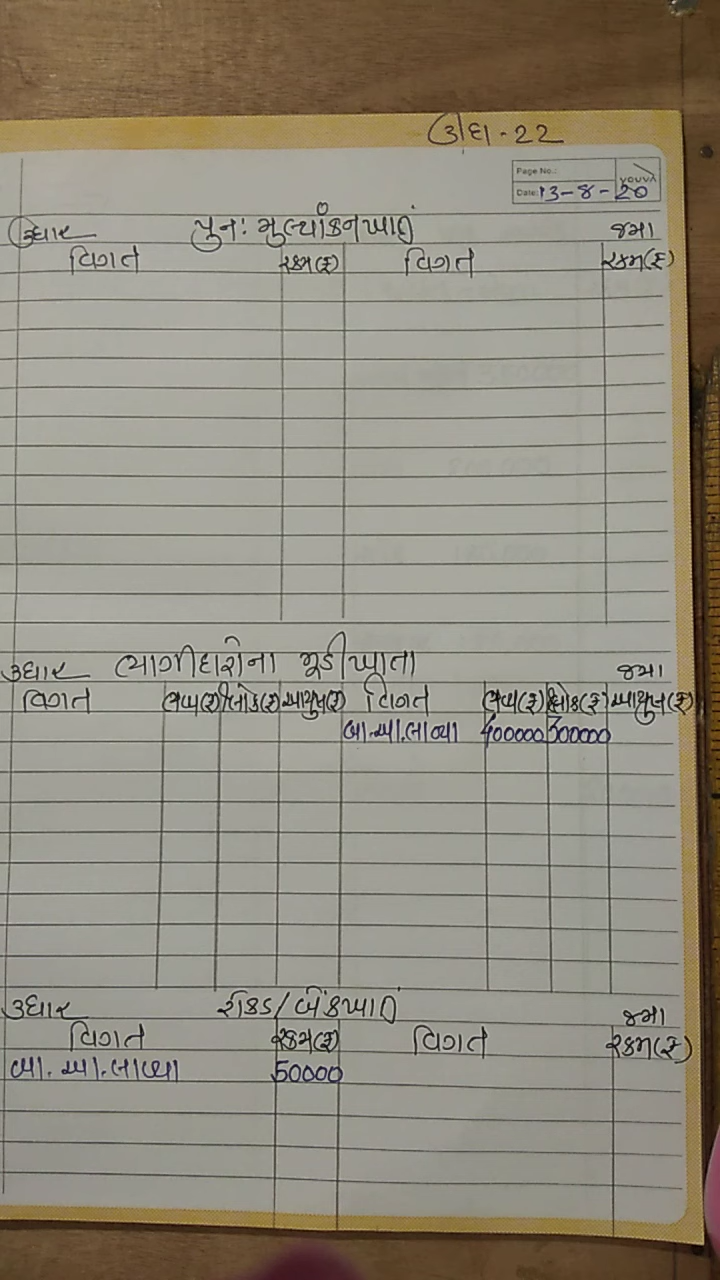 ઉદા-22
Page No.:
YOUVA
Date: 13-8-20
ઉધાર પુન: મુલ્યાંકન ખાતું જમા
વિગત રકમ(₹) વિગત રકમ(₹)
ઉધાર ભાગીદારોના મૂડીખાતા જમા
વિગત (₹) (₹) (₹) વિગત (₹) (₹) (₹)
બા.આ.લાવ્યા 400000 300000
ઉધાર રોકડ/બેંકખાતું જમા
વિગત રકમ(₹) વિગત રકમ(₹)
બા.આ.લાવ્યા 50000